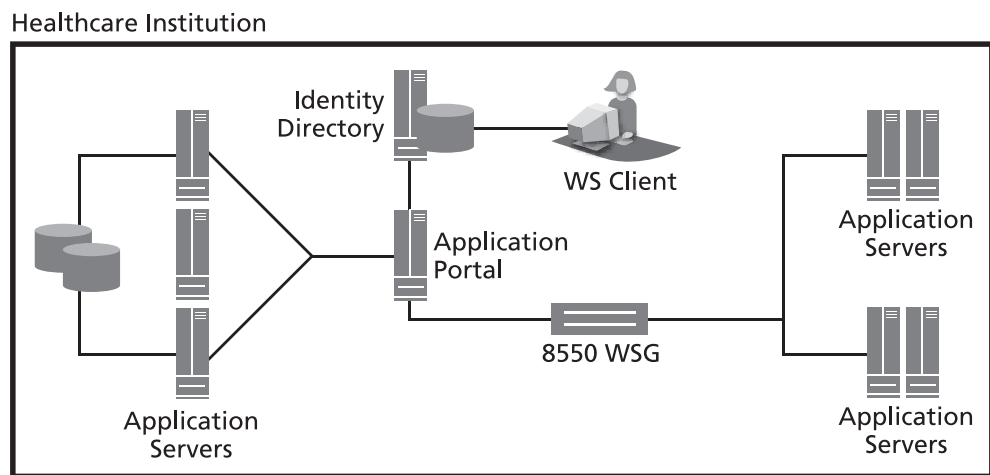 Healthcare Institution
Identity
Directory
WS Client
Application
Portal
8550 WSG
Application
Servers
Application
Servers
Application
Servers